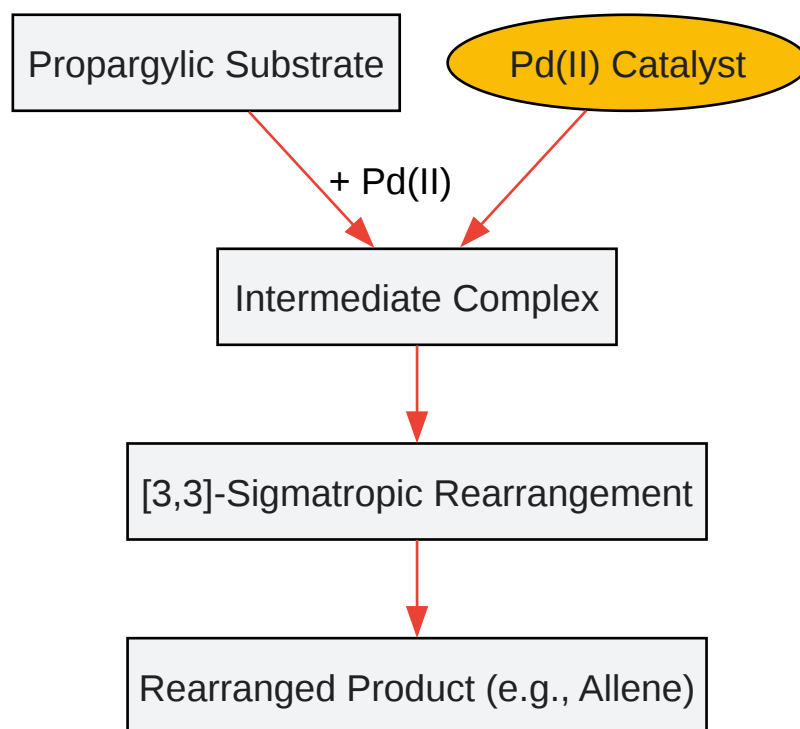 Propargylic Substrate
Pd(II) Catalyst
+ Pd(II)
Intermediate Complex
[3,3]-Sigmatropic Rearrangement
Rearranged Product (e.g., Allene)